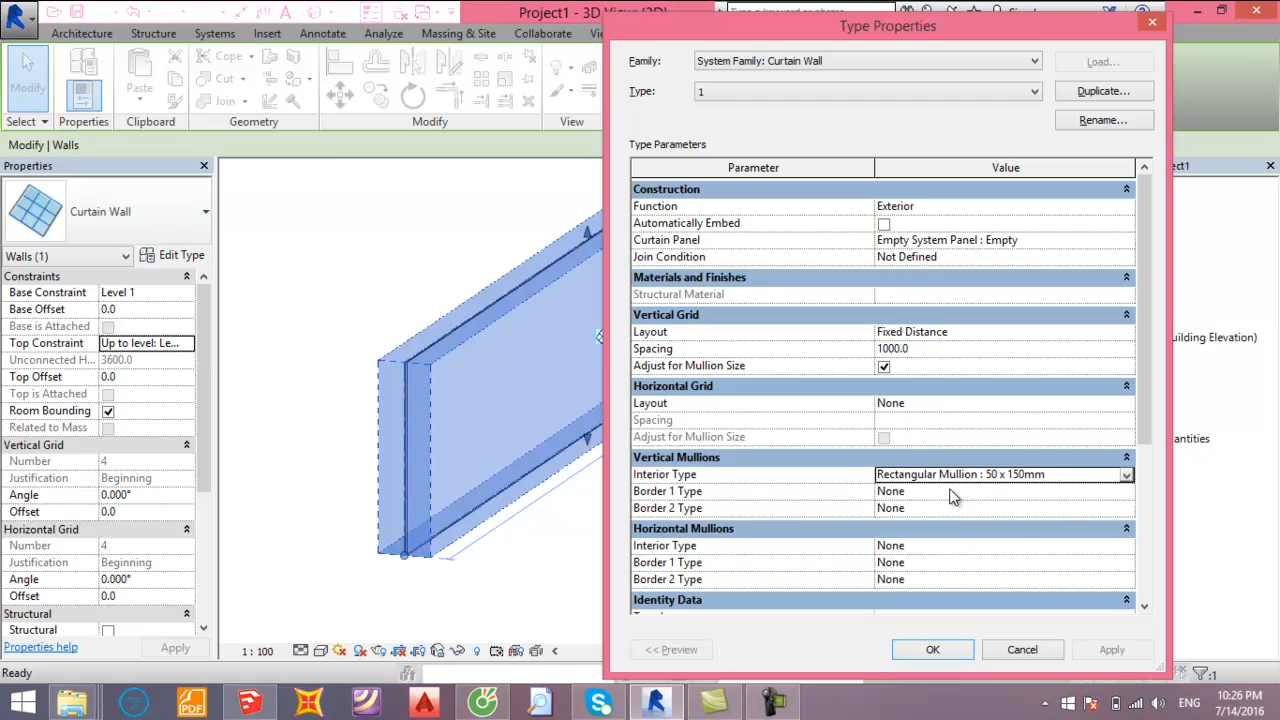 Project1 - 3D View: {3D}
Type a keyword or phrase
Type Properties
Architecture Structure Systems Insert Annotate Analyze Massing & Site Collaborate
Family: System Family: Curtain Wall Load...
Type: 1 Duplicate...
Rename...
Modify Paste Cope Cut Join
Select Properties Clipboard Geometry Modify View
Modify | Walls
Type Parameters
Properties
Curtain Wall
Walls (1) Edit Type
Constraints
Base Constraint Level 1
Base Offset 0.0
Base is Attached
Top Constraint Up to level: Le...
Unconnected H... 3600.0
Top Offset 0.0
Top is Attached
Room Bounding
Related to Mass
Vertical Grid
Number 4
Justification Beginning
Angle 0.000°
Offset 0.0
Horizontal Grid
Number 4
Justification Beginning
Angle 0.000°
Offset 0.0
Structural
Structural
Properties help Apply
Parameter Value
Construction
Function Exterior
Automatically Embed
Curtain Panel Empty System Panel : Empty
Join Condition Not Defined
Materials and Finishes
Structural Material
Vertical Grid
Layout Fixed Distance
Spacing 1000.0
Adjust for Mullion Size
Horizontal Grid
Layout None
Spacing
Adjust for Mullion Size
Vertical Mullions
Interior Type Rectangular Mullion : 50 x 150mm
Border 1 Type None
Border 2 Type None
Horizontal Mullions
Interior Type None
Border 1 Type None
Border 2 Type None
Identity Data
<< Preview OK Cancel Apply
ect1
uilding Elevation)
antities
1 : 100
Ready
:1
PDF
ENG
10:26 PM
7/14/2016